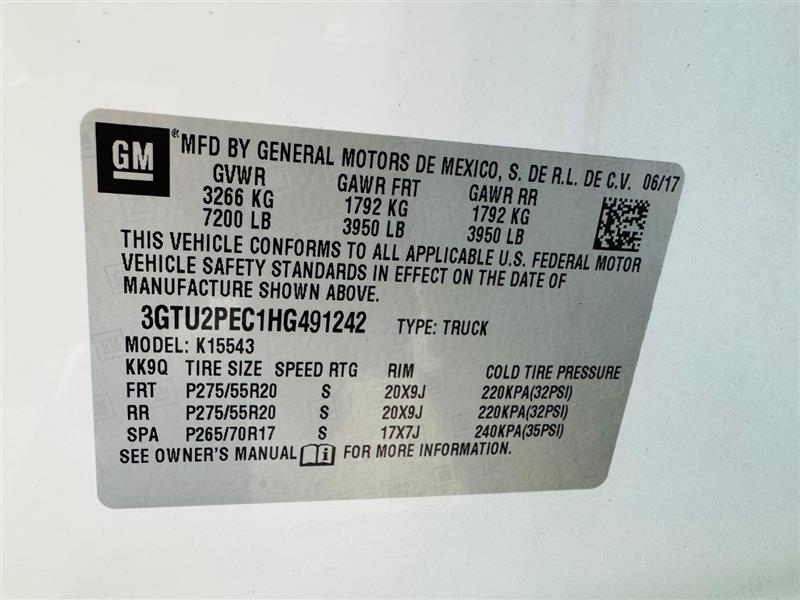 GM ® MFD BY GENERAL MOTORS DE MEXICO, S. DE R.L. DE C.V. 06/17
GVWR GAWR FRT GAWR RR
3266 KG 1792 KG 1792 KG
7200 LB 3950 LB 3950 LB
THIS VEHICLE CONFORMS TO ALL APPLICABLE U.S. FEDERAL MOTOR
VEHICLE SAFETY STANDARDS IN EFFECT ON THE DATE OF
MANUFACTURE SHOWN ABOVE.
3GTU2PEC1HG491242 TYPE: TRUCK
MODEL: K15543
KK9Q TIRE SIZE SPEED RTG RIM COLD TIRE PRESSURE
FRT P275/55R20 S 20X9J 220KPA(32PSI)
RR P275/55R20 S 20X9J 220KPA(32PSI)
SPA P265/70R17 S 17X7J 240KPA(35PSI)
SEE OWNER'S MANUAL i FOR MORE INFORMATION.